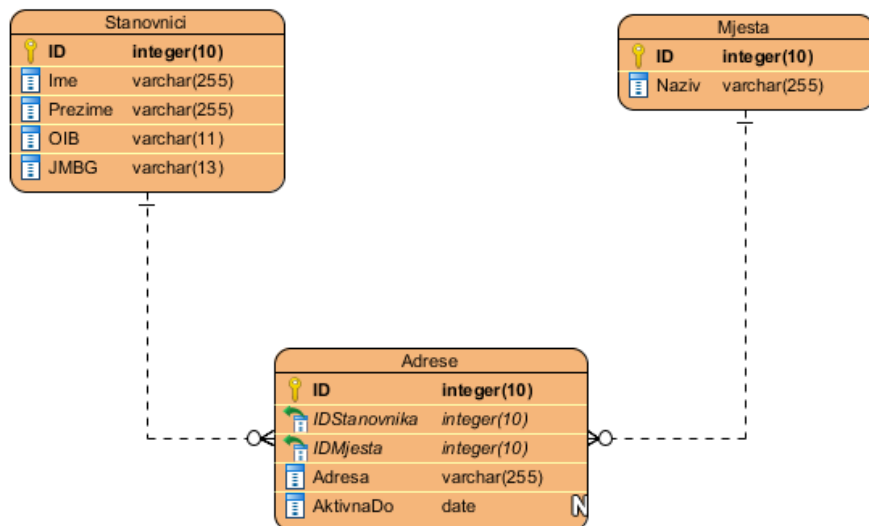 Stanovnici
ID integer(10)
Ime varchar(255)
Prezime varchar(255)
OIB varchar(11)
JMBG varchar(13)
Mjesta
ID integer(10)
Naziv varchar(255)
Adrese
ID integer(10)
IDStanovnika integer(10)
IDMjesta integer(10)
Adresa varchar(255)
AktivnaDo date N